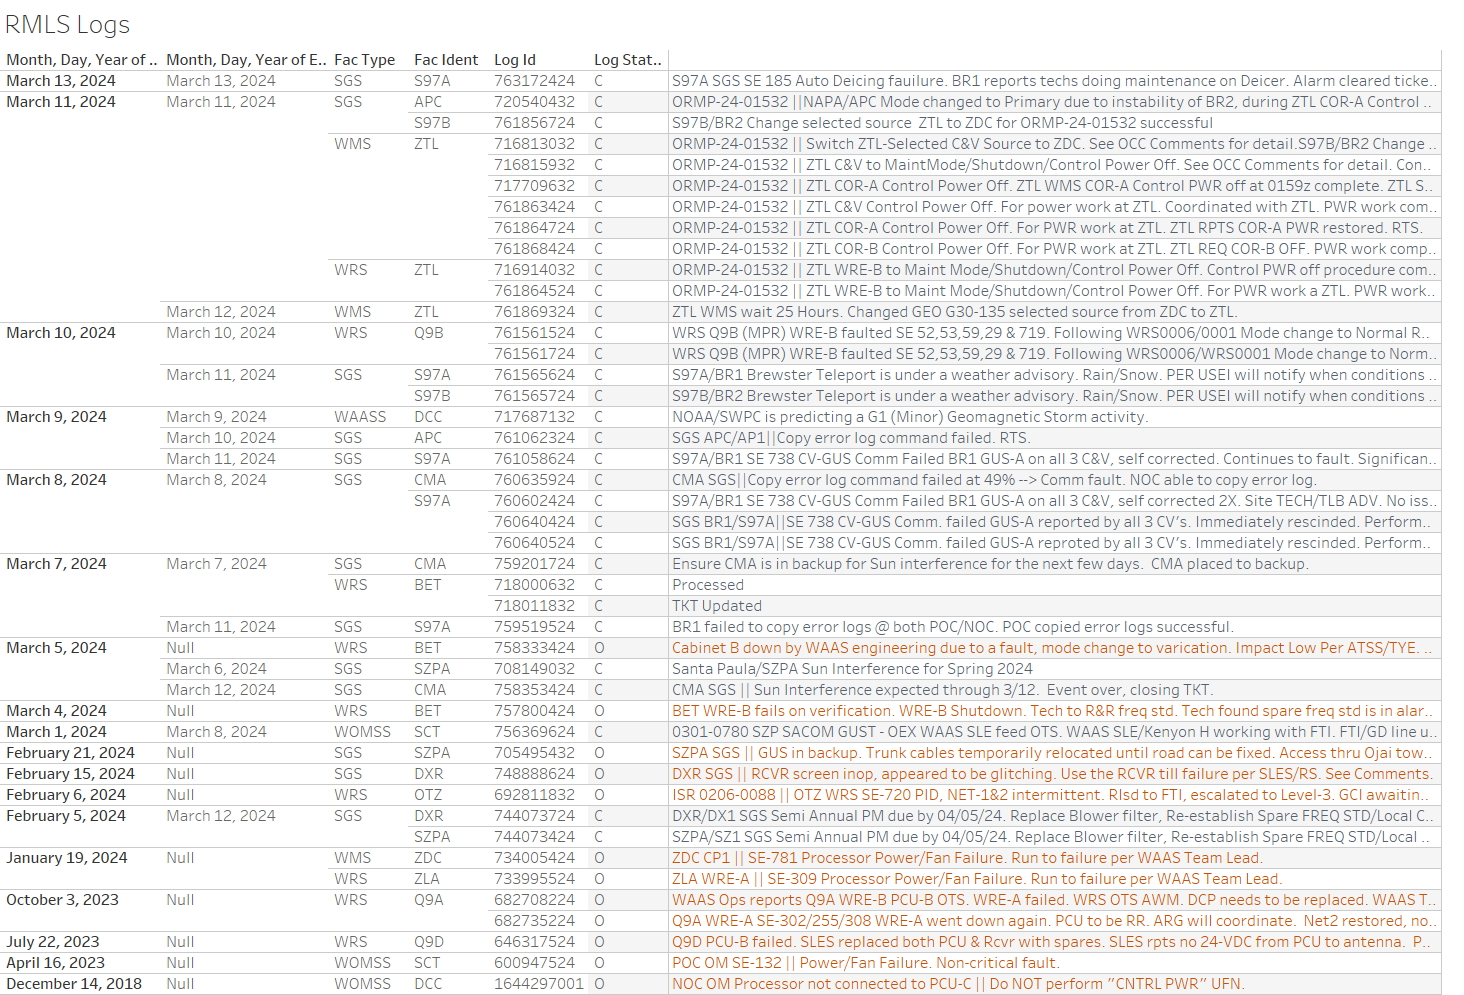 RMLS Logs
Month, Day, Year of .. Month, Day, Year of E.. Fac Type Fac Ident Log Id Log Stat..
March 13, 2024 March 13, 2024 SGS S97A 763172424 C S97A SGS SE 185 Auto Deicing fauilure. BR1 reports techs doing maintenance on Deicer. Alarm cleared ticke..
March 11, 2024 March 11, 2024 SGS APC 720540432 C ORMP-24-01532 ||NAPA/APC Mode changed to Primary due to instability of BR2, during ZTL COR-A Control ..
S97B 761856724 C S97B/BR2 Change selected source ZTL to ZDC for ORMP-24-01532 successful
WMS ZTL 716813032 C ORMP-24-01532 || Switch ZTL-Selected C&V Source to ZDC. See OCC Comments for detail.S97B/BR2 Change ..
716815932 C ORMP-24-01532 || ZTL C&V to MaintMode/Shutdown/Control Power Off. See OCC Comments for detail. Con..
717709632 C ORMP-24-01532 || ZTL COR-A Control Power Off. ZTL WMS COR-A Control PWR off at 0159z complete. ZTL S..
761863424 C ORMP-24-01532 || ZTL C&V Control Power Off. For power work at ZTL. Coordinated with ZTL. PWR work com..
761864724 C ORMP-24-01532 || ZTL COR-A Control Power Off. For PWR work at ZTL. ZTL RPTS COR-A PWR restored. RTS.
761868424 C ORMP-24-01532 || ZTL COR-B Control Power Off. For PWR work at ZTL. ZTL REQ COR-B OFF. PWR work comp..
WRS ZTL 716914032 C ORMP-24-01532 || ZTL WRE-B to Maint Mode/Shutdown/Control Power Off. Control PWR off procedure com..
761864524 C ORMP-24-01532 || ZTL WRE-B to Maint Mode/Shutdown/Control Power Off. For PWR work a ZTL. PWR work..
March 12, 2024 WMS ZTL 761869324 C ZTL WMS wait 25 Hours. Changed GEO G30-135 selected source from ZDC to ZTL.
March 10, 2024 March 10, 2024 WRS Q9B 761561524 C WRS Q9B (MPR) WRE-B faulted SE 52,53,59,29 & 719. Following WRS0006/0001 Mode change to Normal R..
761561724 C WRS Q9B (MPR) WRE-B faulted SE 52,53,59,29 & 719. Following WRS0006/WRS0001 Mode change to Norm..
March 11, 2024 SGS S97A 761565624 C S97A/BR1 Brewster Teleport is under a weather advisory. Rain/Snow. PER USEI will notify when conditions ..
S97B 761565724 C S97B/BR2 Brewster Teleport is under a weather advisory. Rain/Snow. PER USEI will notify when conditions ..
March 9, 2024 March 9, 2024 WAASS DCC 717687132 C NOAA/SWPC is predicting a G1 (Minor) Geomagnetic Storm activity.
March 10, 2024 SGS APC 761062324 C SGS APC/AP1||Copy error log command failed. RTS.
March 11, 2024 SGS S97A 761058624 C S97A/BR1 SE 738 CV-GUS Comm Failed BR1 GUS-A on all 3 C&V, self corrected. Continues to fault. Significan..
March 8, 2024 March 8, 2024 SGS CMA 760635924 C CMA SGS||Copy error log command failed at 49% --> Comm fault. NOC able to copy error log.
S97A 760602424 C S97A/BR1 SE 738 CV-GUS Comm Failed BR1 GUS-A on all 3 C&V, self corrected 2X. Site TECH/TLB ADV. No iss..
760640424 C SGS BR1/S97A||SE 738 CV-GUS Comm. failed GUS-A reported by all 3 CV's. Immediately rescinded. Perform..
760640524 C SGS BR1/S97A||SE 738 CV-GUS Comm. failed GUS-A reproted by all 3 CV's. Immediately rescinded. Perform..
March 7, 2024 March 7, 2024 SGS CMA 759201724 C Ensure CMA is in backup for Sun interference for the next few days. CMA placed to backup.
WRS BET 718000632 C Processed
718011832 C TKT Updated
March 11, 2024 SGS S97A 759519524 C BR1 failed to copy error logs @ both POC/NOC. POC copied error logs successful.
March 5, 2024 Null WRS BET 758333424 O Cabinet B down by WAAS engineering due to a fault, mode change to varication. Impact Low Per ATSS/TYE. ..
March 6, 2024 SGS SZPA 708149032 C Santa Paula/SZPA Sun Interference for Spring 2024
March 12, 2024 SGS CMA 758353424 C CMA SGS || Sun Interference expected through 3/12. Event over, closing TKT.
March 4, 2024 Null WRS BET 757800424 O BET WRE-B fails on verification. WRE-B Shutdown. Tech to R&R freq std. Tech found spare freq std is in alar..
March 1, 2024 March 8, 2024 WOMSS SCT 756369624 C 0301-0780 SZP SACOM GUST - OEX WAAS SLE feed OTS. WAAS SLE/Kenyon H working with FTI. FTI/GD line u..
February 21, 2024 Null SGS SZPA 705495432 O SZPA SGS || GUS in backup. Trunk cables temporarily relocated until road can be fixed. Access thru Ojai tow..
February 15, 2024 Null SGS DXR 748888624 O DXR SGS || RCVR screen inop, appeared to be glitching. Use the RCVR till failure per SLES/RS. See Comments.
February 6, 2024 Null WRS OTZ 692811832 O ISR 0206-0088 || OTZ WRS SE-720 PID, NET-1&2 intermittent. Rlsd to FTI, escalated to Level-3. GCI awaitin..
February 5, 2024 March 12, 2024 SGS DXR 744073724 C DXR/DX1 SGS Semi Annual PM due by 04/05/24. Replace Blower filter, Re-establish Spare FREQ STD/Local C..
SZPA 744073424 C SZPA/SZ1 SGS Semi Annual PM due by 04/05/24. Replace Blower filter, Re-establish Spare FREQ STD/Local ..
January 19, 2024 Null WMS ZDC 734005424 O ZDC CP1 || SE-781 Processor Power/Fan Failure. Run to failure per WAAS Team Lead.
WRS ZLA 733995524 O ZLA WRE-A || SE-309 Processor Power/Fan Failure. Run to failure per WAAS Team Lead.
October 3, 2023 Null WRS Q9A 682708224 O WAAS Ops reports Q9A WRE-B PCU-B OTS. WRE-A failed. WRS OTS AWM. DCP needs to be replaced. WAAS T..
682735224 O Q9A WRE-A SE-302/255/308 WRE-A went down again. PCU to be RR. ARG will coordinate. Net2 restored, no..
July 22, 2023 Null WRS Q9D 646317524 O Q9D PCU-B failed. SLES replaced both PCU & Rcvr with spares. SLES rpts no 24-VDC from PCU to antenna. P..
April 16, 2023 Null WOMSS SCT 600947524 O POC OM SE-132 || Power/Fan Failure. Non-critical fault.
December 14, 2018 Null WOMSS DCC 1644297001 O NOC OM Processor not connected to PCU-C || Do NOT perform "CNTRL PWR" UFN.